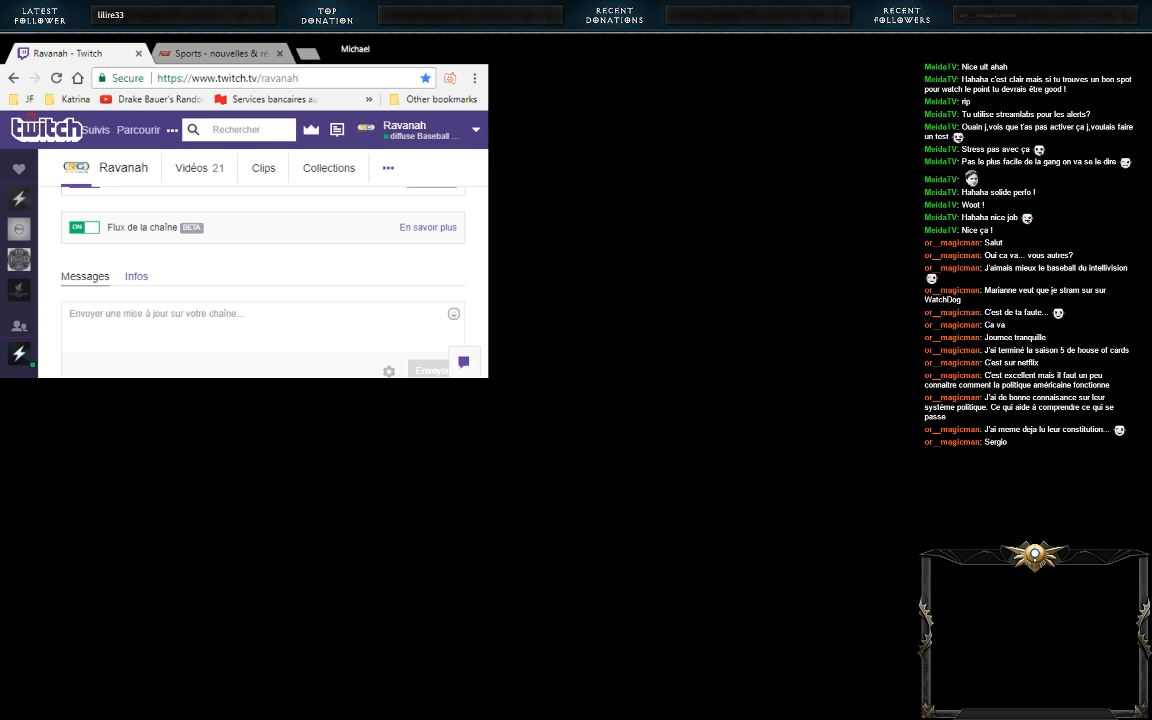 LATEST FOLLOWER lilire33 TOP DONATION RECENT DONATIONS RECENT FOLLOWERS or__magicman
Ravanah - Twitch Sports - nouvelles & ré Michael
Secure https://www.twitch.tv/ravanah
JF Katrina Drake Bauer's Rando Services bancaires au » Other bookmarks
twitch Suivis Parcourir Rechercher Ravanah
diffuse Baseball ...
Ravanah Vidéos 21 Clips Collections
ON Flux de la chaîne BETA En savoir plus
Messages Infos
Envoyer une mise à jour sur votre chaîne...
Envoyer
MeidaTV: Nice ult ahah
MeidaTV: Hahaha c'est clair mais si tu trouves un bon spot
pour watch le point tu devrais être good !
MeidaTV: rip
MeidaTV: Tu utilise streamlabs pour les alerts?
MeidaTV: Ouain j,vois que t'as pas activer ça j,voulais faire
un test
MeidaTV: Stress pas avec ça
MeidaTV: Pas le plus facile de la gang on va se le dire
MeidaTV:
MeidaTV: Hahaha solide perfo !
MeidaTV: Woot !
MeidaTV: Hahaha nice job
MeidaTV: Nice ça !
or__magicman: Salut
or__magicman: Oui ca va... vous autres?
or__magicman: J'aimais mieux le baseball du intellivision
or__magicman: Marianne veut que je stram sur sur
WatchDog
or__magicman: C'est de ta faute...
or__magicman: Ca va
or__magicman: Journee tranquille
or__magicman: J'ai terminé la saison 5 de house of cards
or__magicman: C'est sur netflix
or__magicman: C'est excellent mais il faut un peu
connaitre comment la politique américaine fonctionne
or__magicman: J'ai de bonne connaisance sur leur
systéme politique. Ce qui aide à comprendre ce qui se
passe
or__magicman: J'ai meme deja lu leur constitution...
or__magicman: Sergio